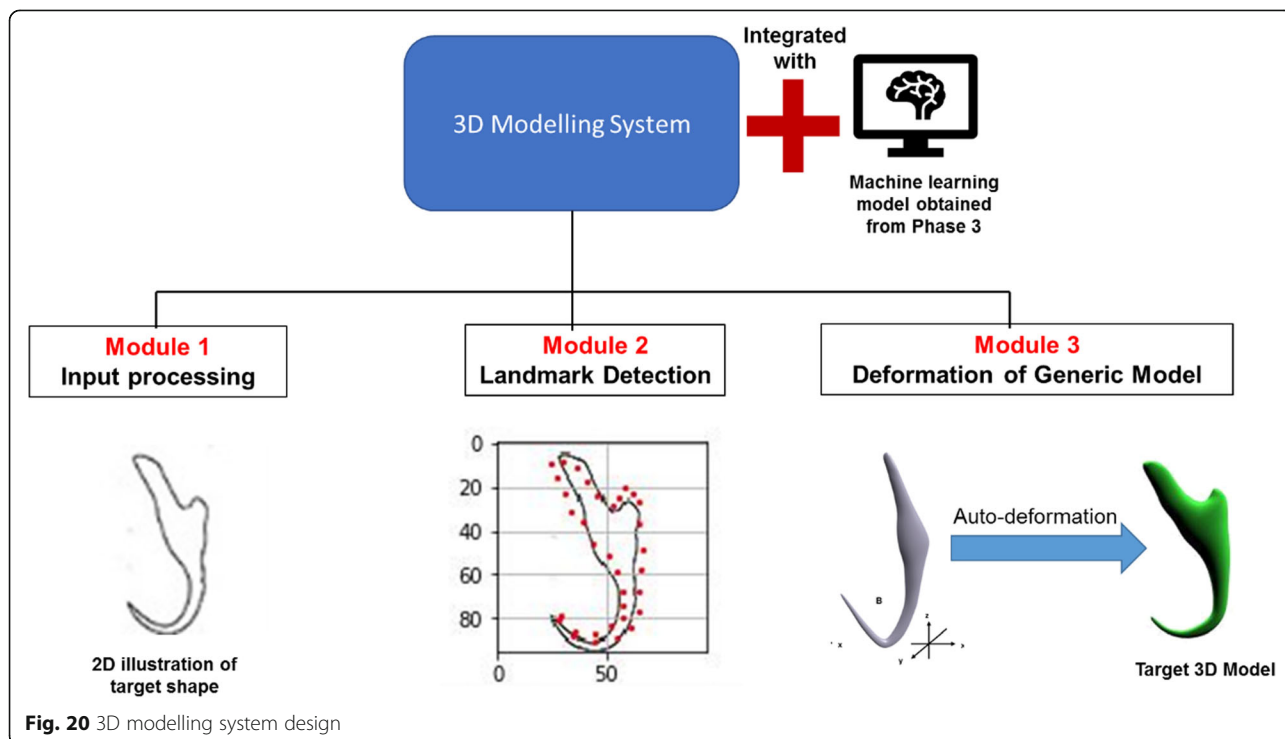 Integrated
with
3D Modelling System
Machine learning
model obtained
from Phase 3
Module 1
Input processing
Module 2
Landmark Detection
Module 3
Deformation of Generic Model
0
20
40
60
80
0
50
Auto-deformation
B
x
z
y
x
2D illustration of
target shape
Target 3D Model
Fig. 20 3D modelling system design